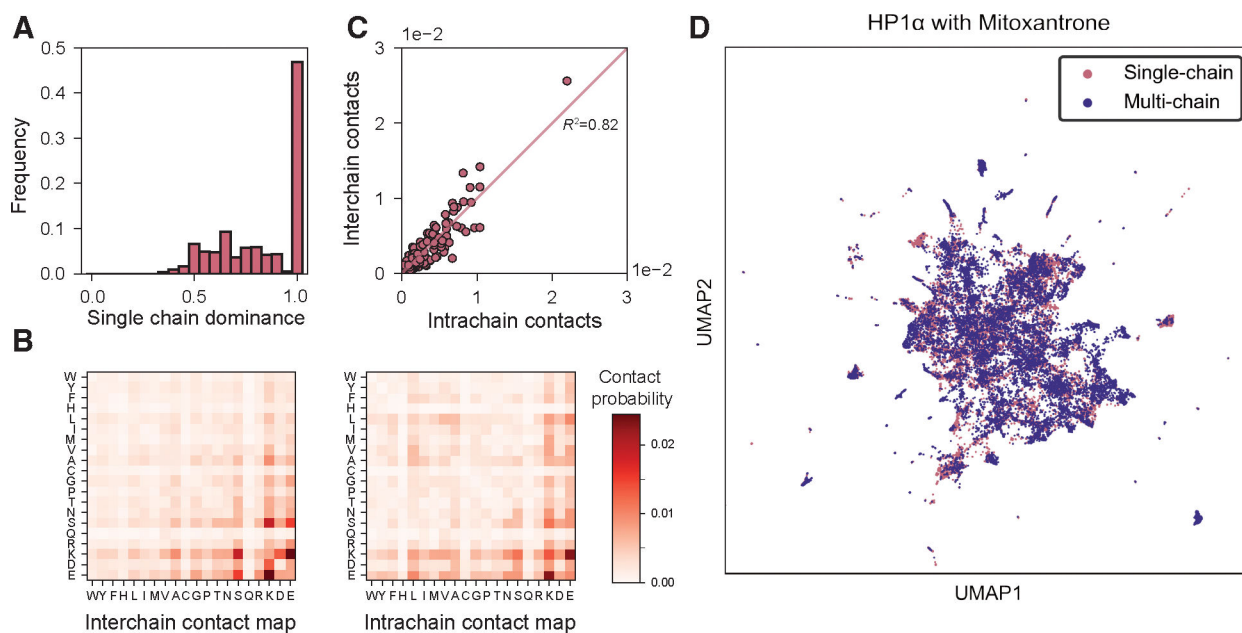 A
0.5
0.4
0.3
0.2
0.1
0.0
Frequency
0.0
0.5
1.0
Single chain dominance
C
1e−2
3
2
1
0
Interchain contacts
R²=0.82
0
1
2
3
1e−2
Intrachain contacts
B
W
Y
F
H
L
I
M
V
A
C
G
P
T
N
S
Q
R
K
D
E
W Y F H L I M V A C G P T N S Q R K D E
Interchain contact map
W
Y
F
H
L
I
M
V
A
C
G
P
T
N
S
Q
R
K
D
E
W Y F H L I M V A C G P T N S Q R K D E
Intrachain contact map
Contact
probability
0.02
0.01
0.00
D
HP1α with Mitoxantrone
Single-chain
Multi-chain
UMAP2
UMAP1